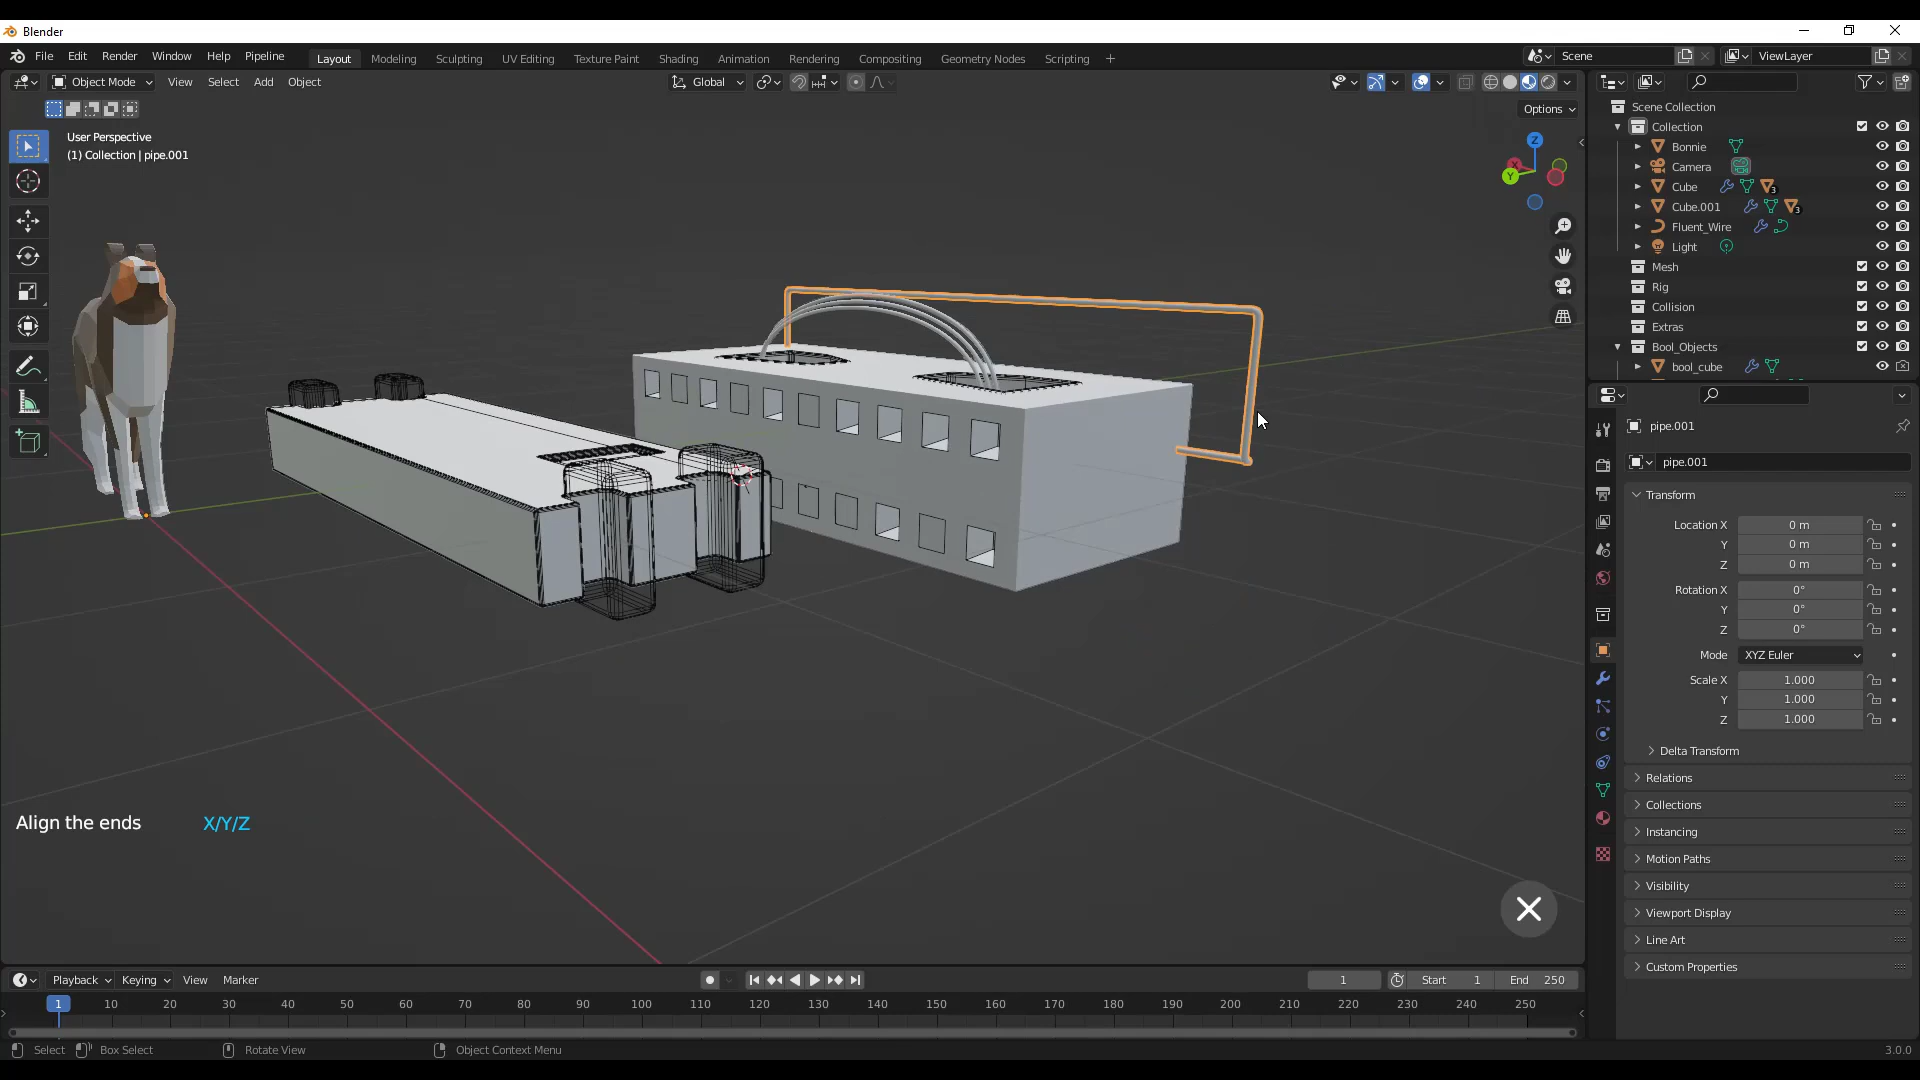 Blender
File Edit Render Window Help Pipeline
Layout Modeling Sculpting UV Editing Texture Paint Shading Animation Rendering Compositing Geometry Nodes Scripting +
Scene
ViewLayer
Object Mode View Select Add Object
Global
Options
User Perspective
(1) Collection | pipe.001
Z
X
Y
Scene Collection
Collection
Bonnie
Camera
Cube 3
Cube.001 3
Fluent_Wire
Light
Mesh
Rig
Collision
Extras
Bool_Objects
bool_cube
pipe.001
pipe.001
Transform
Location X 0 m
Y 0 m
Z 0 m
Rotation X 0°
Y 0°
Z 0°
Mode XYZ Euler
Scale X 1.000
Y 1.000
Z 1.000
Delta Transform
Relations
Collections
Instancing
Motion Paths
Visibility
Viewport Display
Line Art
Custom Properties
Align the ends X/Y/Z
Playback Keying View Marker
1 Start 1 End 250
1 10 20 30 40 50 60 70 80 90 100 110 120 130 140 150 160 170 180 190 200 210 220 230 240 250
Select Box Select Rotate View Object Context Menu
3.0.0